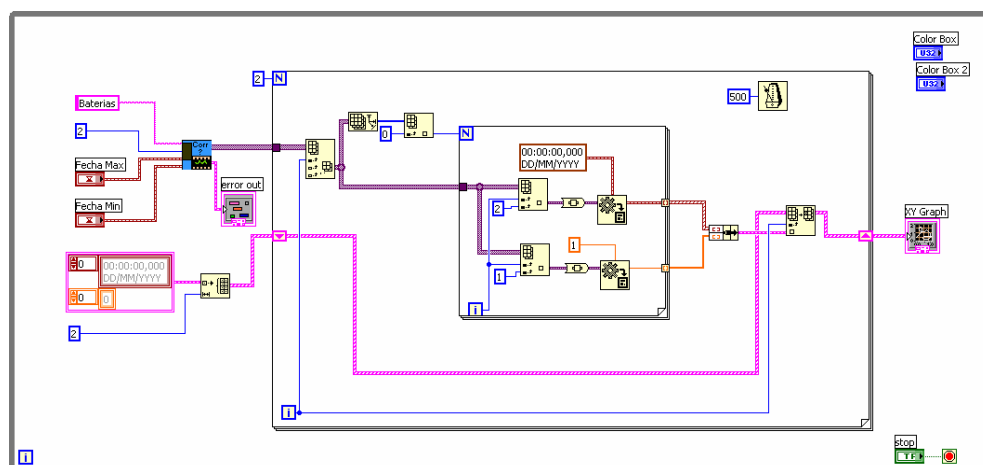 Color Box
U32
Color Box 2
U32
2
N
500
Baterias
2
0
N
Corr
?
Fecha Max
00:00:00,000
DD/MM/YYYY
error out
Fecha Min
2
XY Graph
1
0
00:00:00,000
DD/MM/YYYY
1
0
0
i
2
i
stop
TF
i